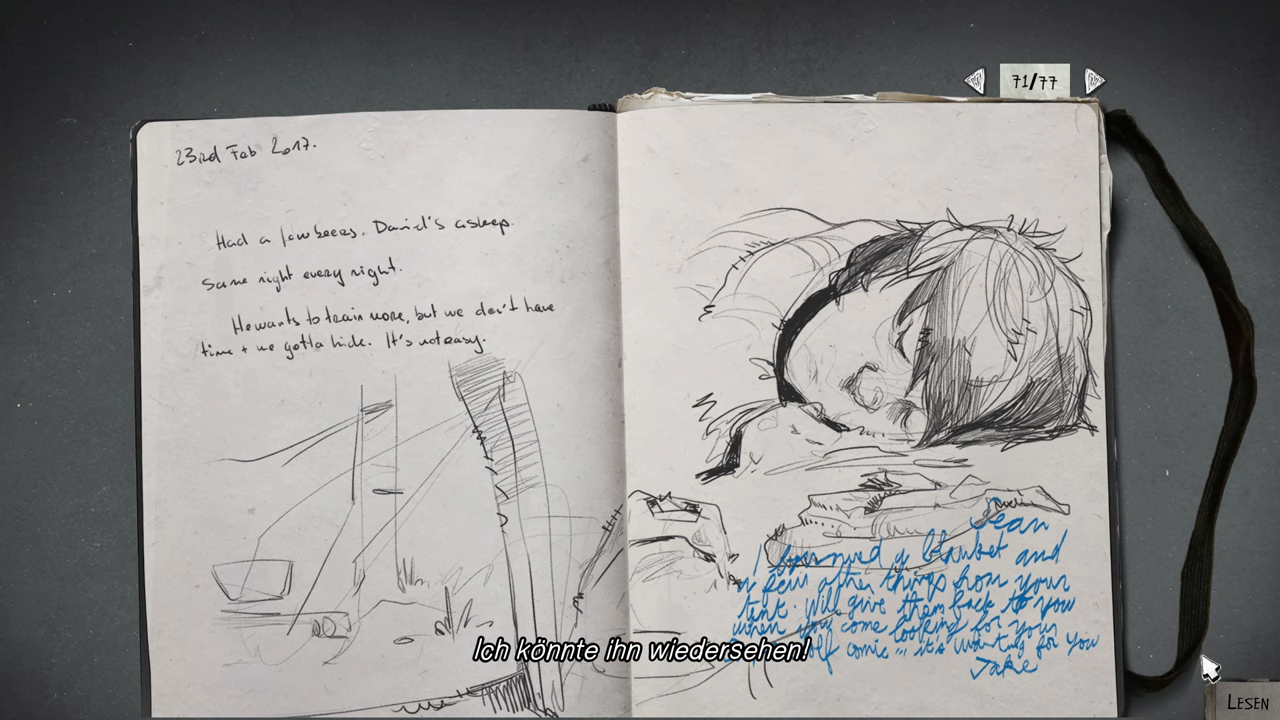 71/77
23rd Feb 2017.
Had a few beers. David's asleep.
Same night every night.
He wants to train more, but we don't have
time + we gotta hide. It's not easy.
Sean
I borrowed a blanket and
a few other things from your
tent. Will give them back to you
when you come looking for your
wolf comic... it's waiting for you
Jake
Ich könnte ihn wiedersehen!
LESEN